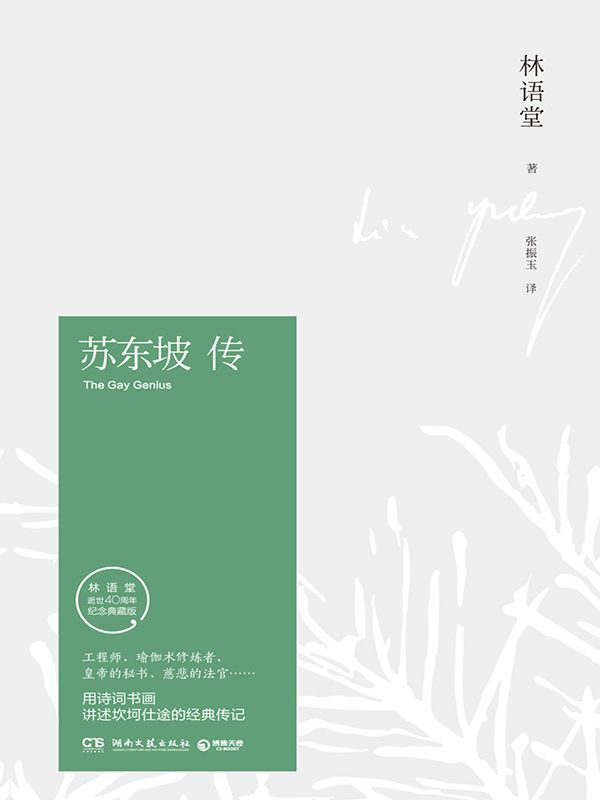 林语堂
著
张振玉
译
苏东坡 传
The Gay Genius
林语堂
逝世40周年
纪念典藏版
工程师、瑜伽术修炼者、
皇帝的秘书、慈悲的法官……
用诗词书画
讲述坎坷仕途的经典传记
湖南文艺出版社
博集天卷
CS-BOOKY